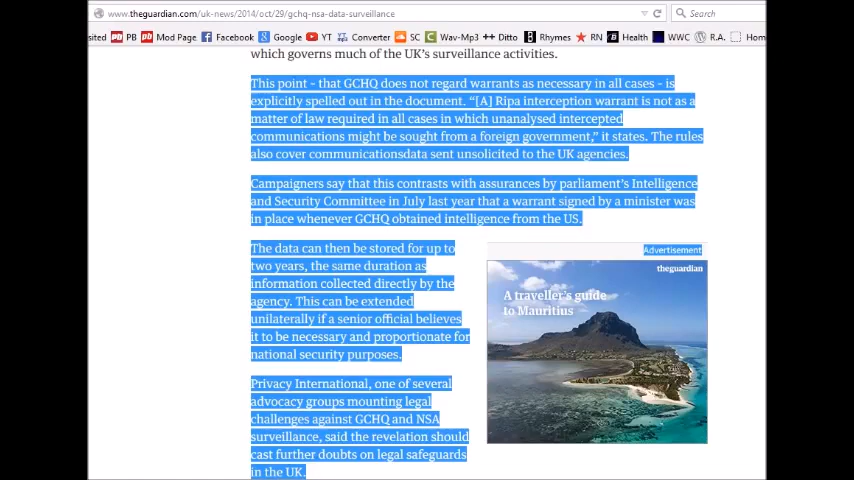 www.theguardian.com/uk-news/2014/oct/29/gchq-nsa-data-surveillance
Search
sited PB Mod Page Facebook Google YT Converter SC Wav-Mp3 ++ Ditto Rhymes RN Health WWC R.A. Hom
which governs much of the UK's surveillance activities.
This point – that GCHQ does not regard warrants as necessary in all cases – is
explicitly spelled out in the document. “[A] Ripa interception warrant is not as a
matter of law required in all cases in which unanalysed intercepted
communications might be sought from a foreign government,” it states. The rules
also cover communicationsdata sent unsolicited to the UK agencies.
Campaigners say that this contrasts with assurances by parliament’s Intelligence
and Security Committee in July last year that a warrant signed by a minister was
in place whenever GCHQ obtained intelligence from the US.
The data can then be stored for up to
two years, the same duration as
information collected directly by the
agency. This can be extended
unilaterally if a senior official believes
it to be necessary and proportionate for
national security purposes.
Privacy International, one of several
advocacy groups mounting legal
challenges against GCHQ and NSA
surveillance, said the revelation should
cast further doubts on legal safeguards
in the UK.
Advertisement
theguardian
A traveller's guide
to Mauritius